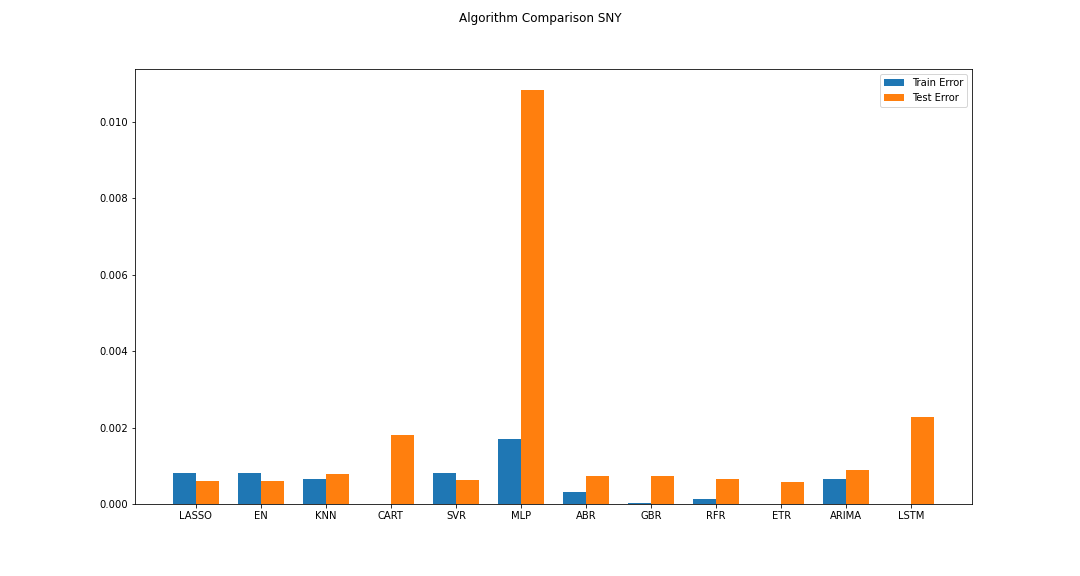 Algorithm Comparison SNY
Train Error
Test Error
0.010
0.008
0.006
0.004
0.002
0.000
LASSO EN KNN CART SVR MLP ABR GBR RFR ETR ARIMA LSTM